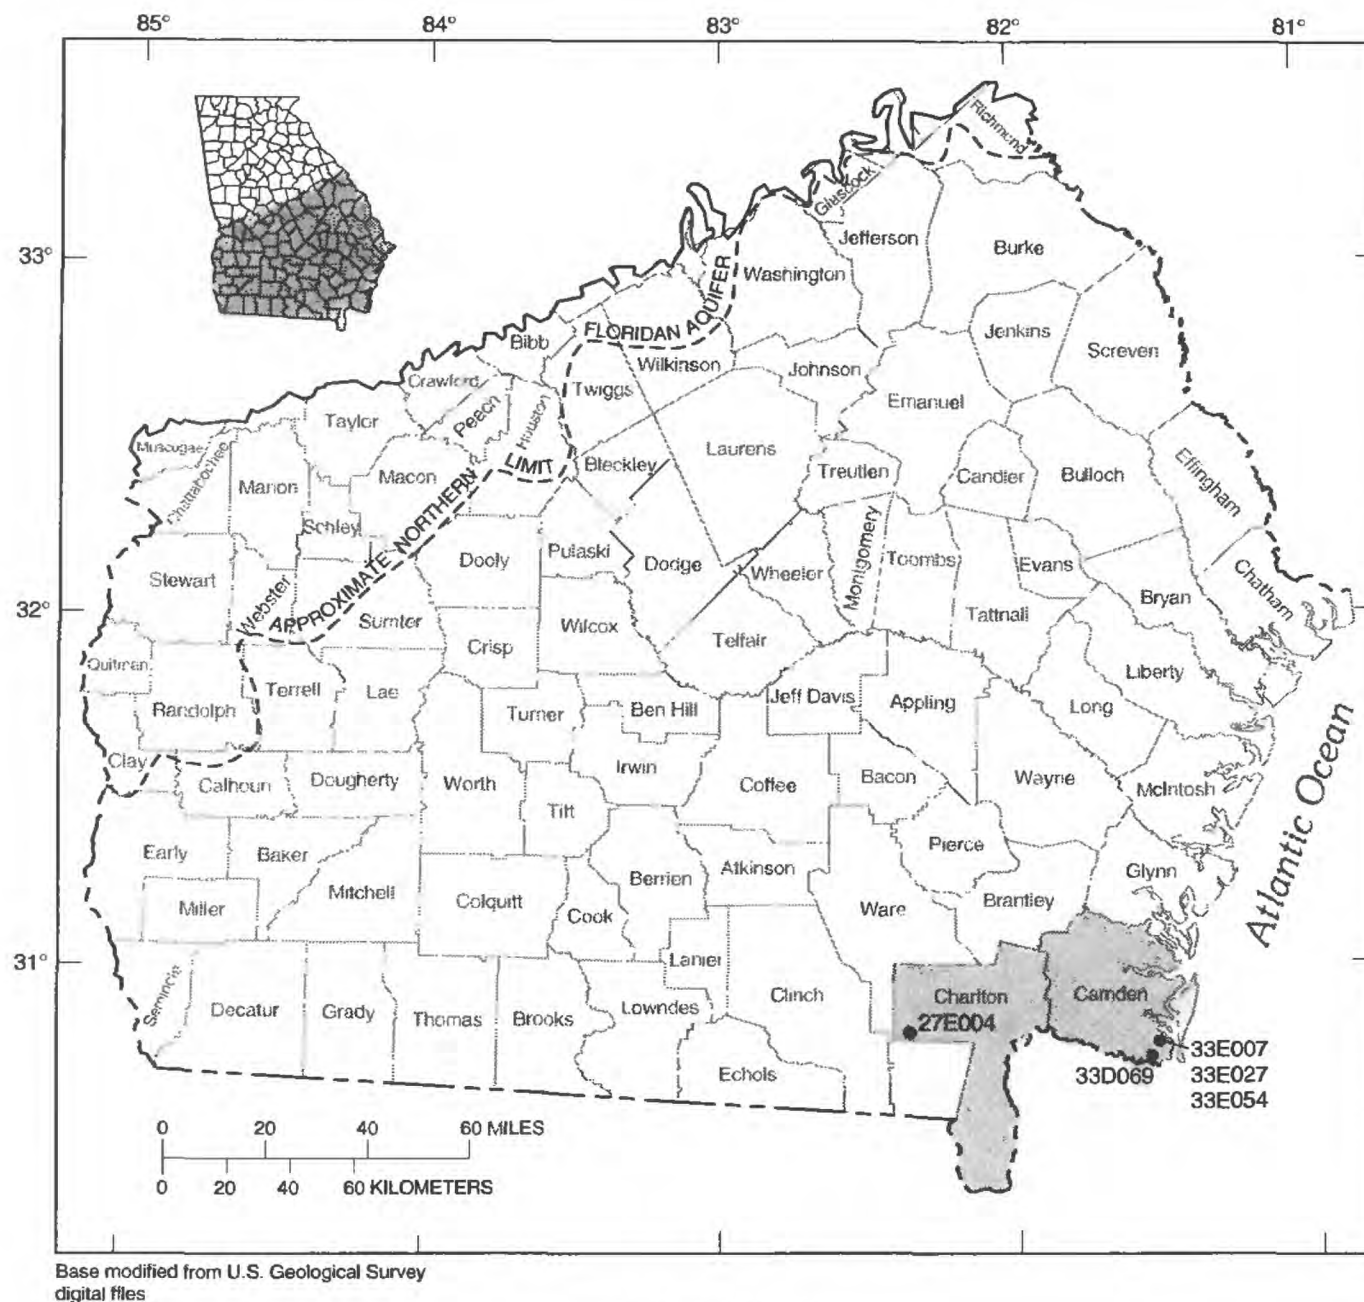 85° 84° 83° 82° 81°
Richmond
Glascock
33° Jefferson Burke
Washington
FLORIDAN AQUIFER
Jenkins
Bibb Wilkinson Johnson Screven
Crawford Twiggs Emanuel
Taylor Peach Houston
Muscogee Laurens
Chattahoochee Macon LIMIT Bleckley Treutlen Candler Bulloch Effingham
Marion
Schley
APPROXIMATE NORTHERN
Stewart Dooly Pulaski Dodge Wheeler Montgomery Toombs Evans Chatham
32° Webster Sumter Wilcox Tattnall Bryan
Crisp Telfair
Quitman Terrell Lee Liberty
Randolph Turner Ben Hill Jeff Davis Appling Long
Clay Irwin
Calhoun Dougherty Worth Coffee Bacon Wayne McIntosh
Tift
Early Baker Pierce
Atkinson Glynn
Mitchell Berrien
Miller Colquitt Cook Ware Brantley
Atlantic Ocean
31° Lanier
Seminole Clinch Charlton Camden
Decatur Grady Thomas Brooks Lowndes
27E004
33E007
Echols 33D069 33E027
33E054
0 20 40 60 MILES
0 20 40 60 KILOMETERS
Base modified from U.S. Geological Survey
digital files